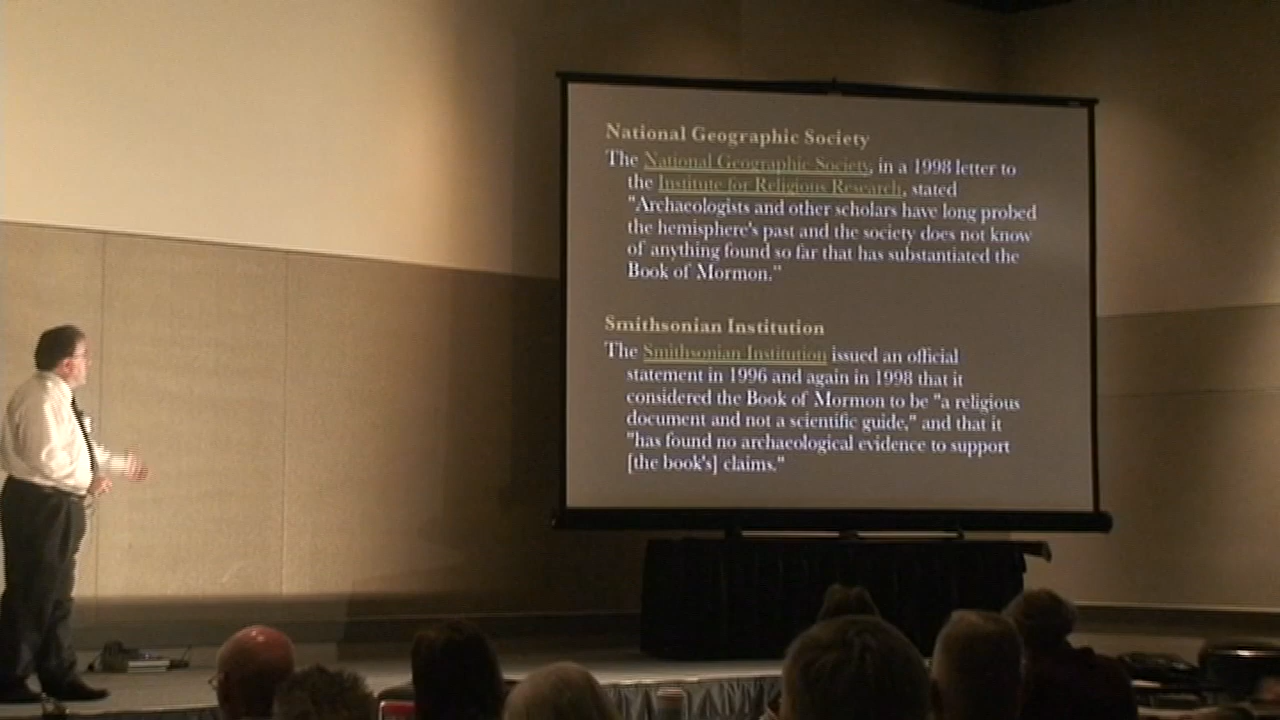 National Geographic Society
The National Geographic Society, in a 1998 letter to
the Institute for Religious Research, stated
"Archaeologists and other scholars have long probed
the hemisphere's past and the society does not know
of anything found so far that has substantiated the
Book of Mormon."
Smithsonian Institution
The Smithsonian Institution issued an official
statement in 1996 and again in 1998 that it
considered the Book of Mormon to be "a religious
document and not a scientific guide," and that it
"has found no archaeological evidence to support
[the book's] claims."